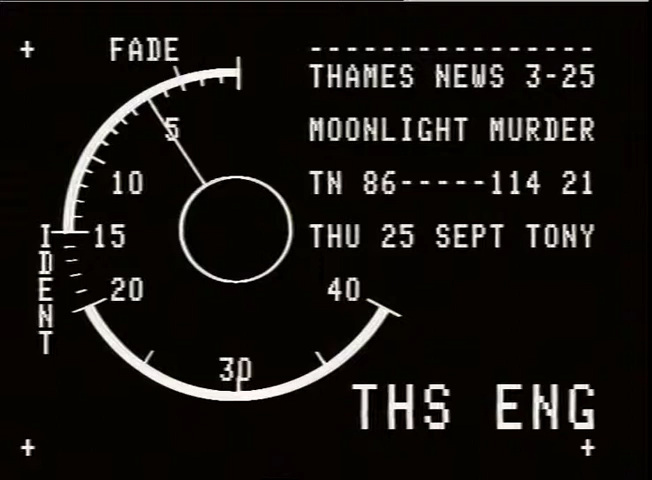 FADE
----------------
THAMES NEWS 3-25
MOONLIGHT MURDER
TN 86-----114 21
THU 25 SEPT TONY
5
10
15
20
30
40
IDENT
THS ENG